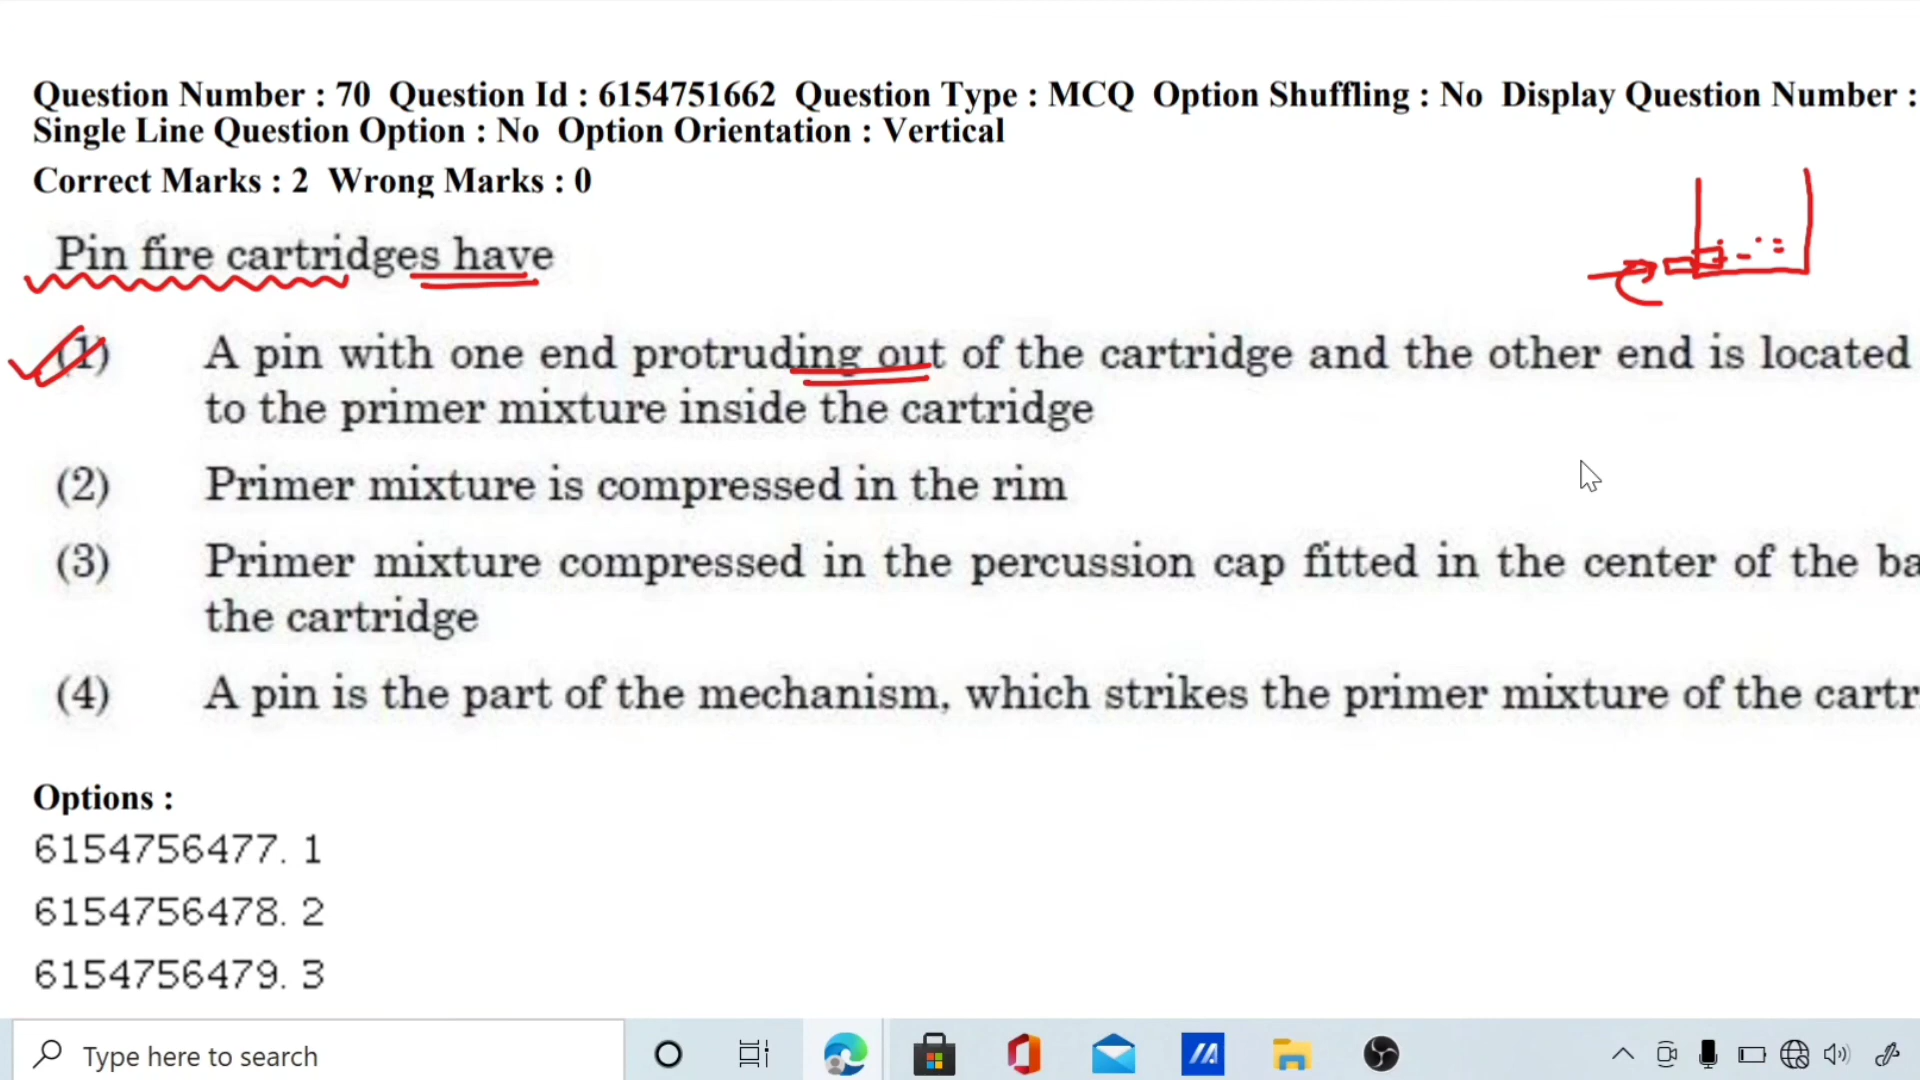 Question Number : 70 Question Id : 6154751662 Question Type : MCQ Option Shuffling : No Display Question Number :
Single Line Question Option : No Option Orientation : Vertical
Correct Marks : 2 Wrong Marks : 0
Pin fire cartridges have
(1) A pin with one end protruding out of the cartridge and the other end is located
to the primer mixture inside the cartridge
(2) Primer mixture is compressed in the rim
(3) Primer mixture compressed in the percussion cap fitted in the center of the
the cartridge
(4) A pin is the part of the mechanism, which strikes the primer mixture of the
Options :
6154756477. 1
6154756478. 2
6154756479. 3
Type here to search